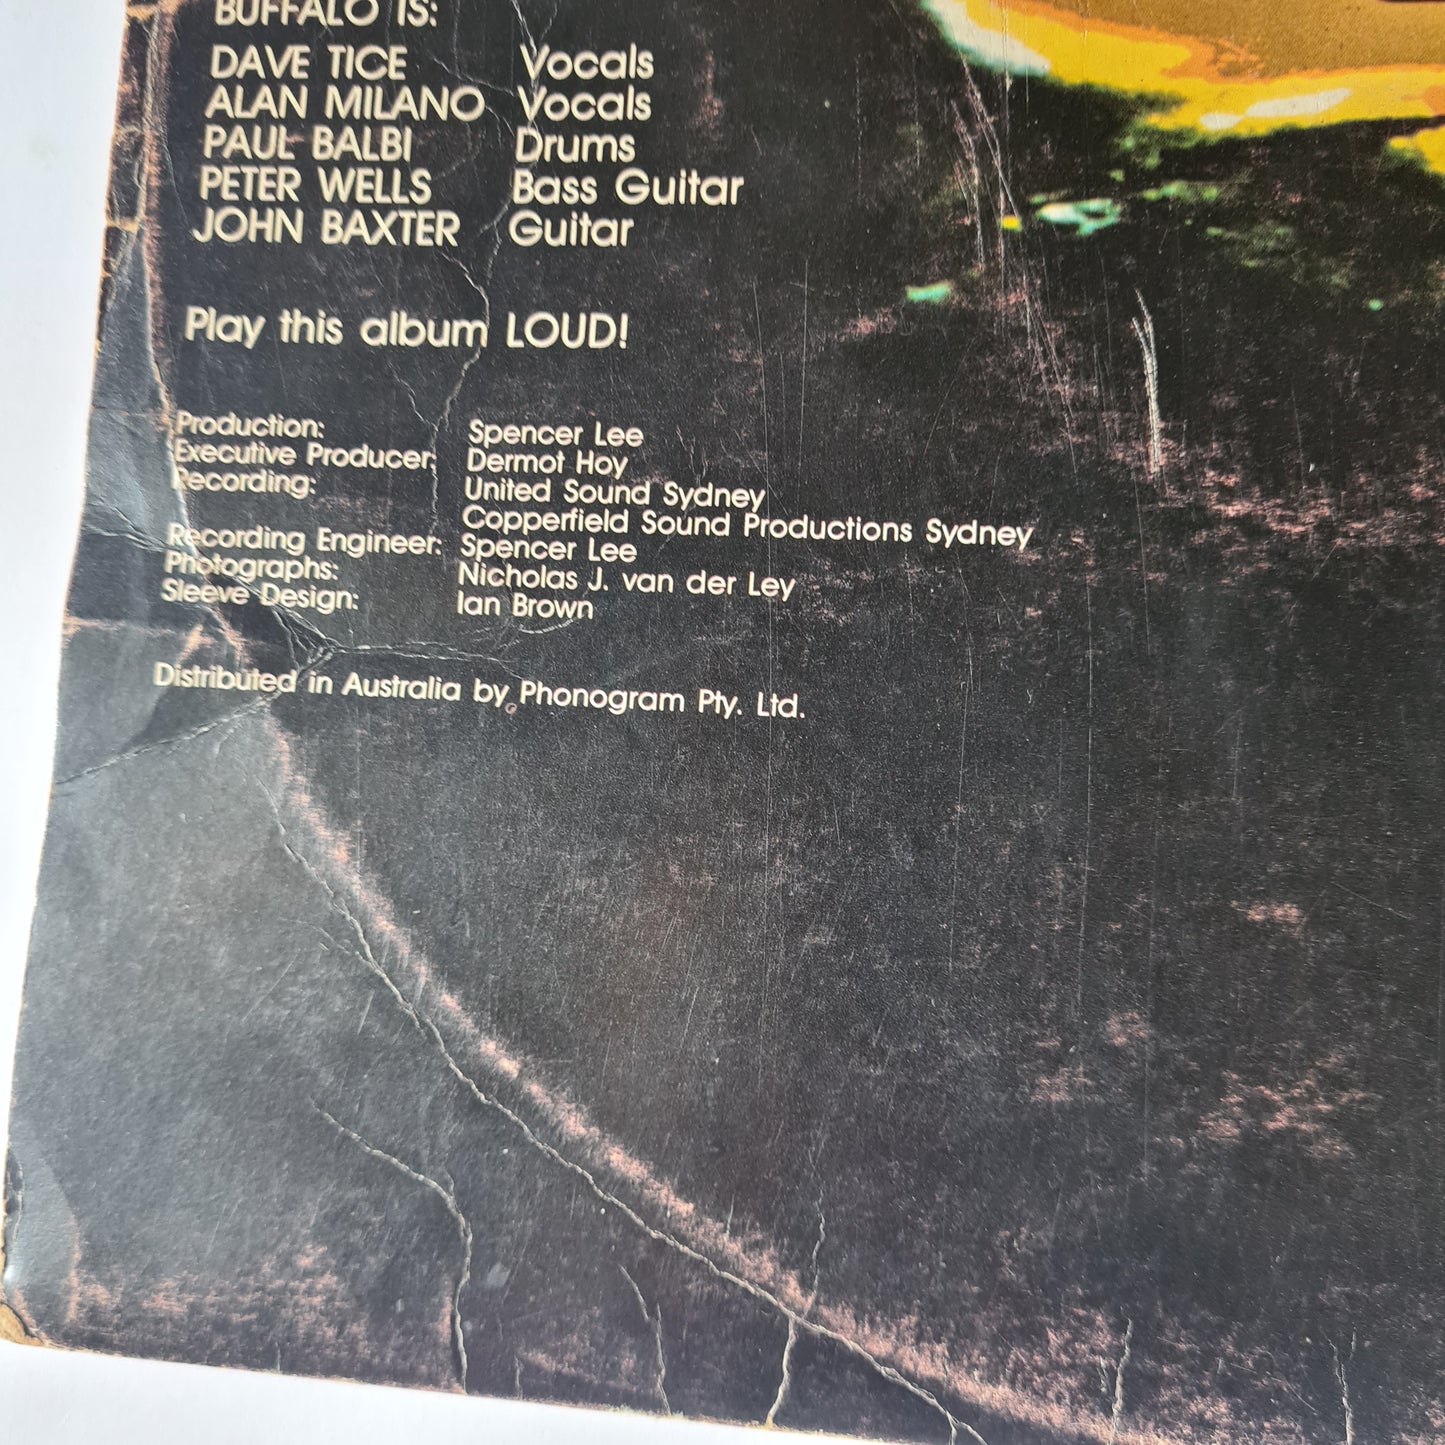 BUFFALO IS:
DAVE TICE Vocals
ALAN MILANO Vocals
PAUL BALBI Drums
PETER WELLS Bass Guitar
JOHN BAXTER Guitar
Play this album LOUD!
Production: Spencer Lee
Executive Producer: Dermot Hoy
Recording: United Sound Sydney
Copperfield Sound Productions Sydney
Recording Engineer: Spencer Lee
Photographs: Nicholas J. van der Ley
Sleeve Design: Ian Brown
Distributed in Australia by Phonogram Pty. Ltd.